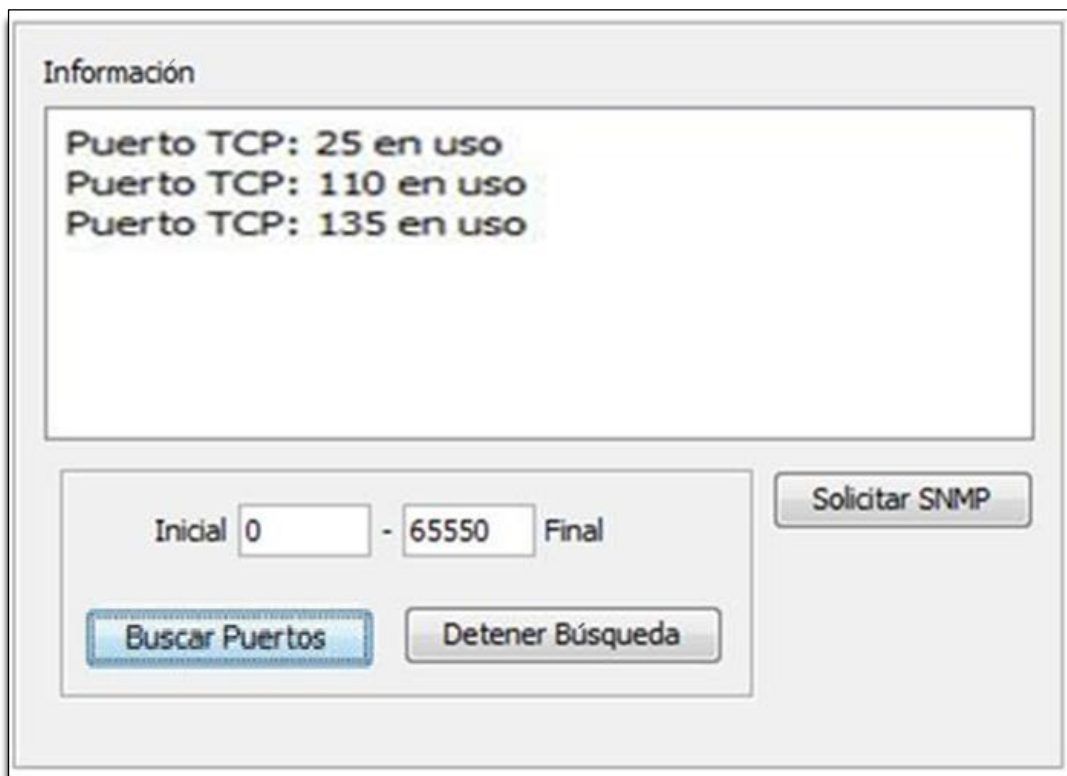 Información
Puerto TCP: 25 en uso
Puerto TCP: 110 en uso
Puerto TCP: 135 en uso
Inicial 0 - 65550 Final
Solicitar SNMP
Buscar Puertos
Detener Búsqueda